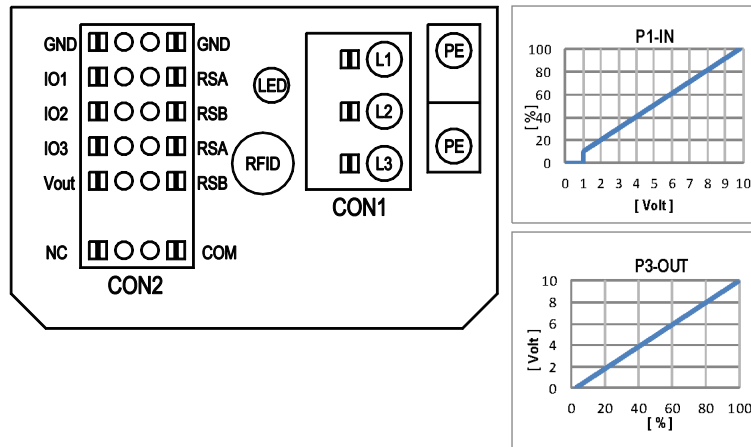 GND GND
IO1 RSA
IO2 RSB
IO3 RSA
Vout RSB
NC COM
CON2
LED
RFID
L1
L2
L3
CON1
PE
PE
P1-IN
100
80
60
40
20
0
[ %]
0 1 2 3 4 5 6 7 8 9 10
[ Volt ]
P3-OUT
10
8
6
4
2
0
[ Volt ]
0 20 40 60 80 100
[ % ]